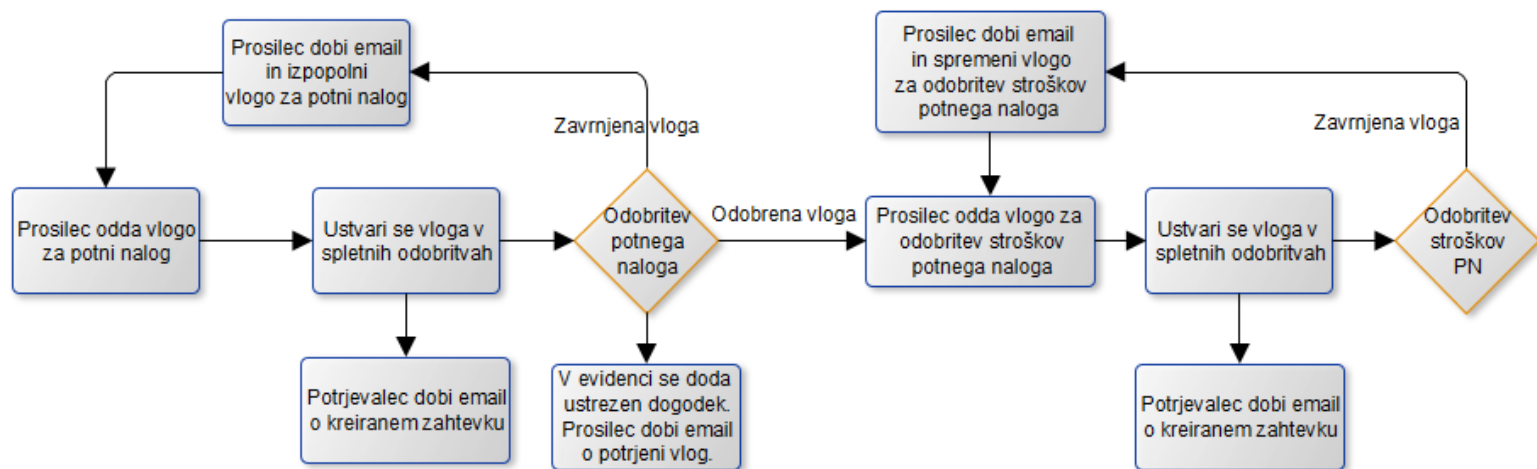 Prosilec dobi email
in izpopolni
vlogo za potni nalog
Zavrnjena vloga
Prosilec odda vlogo
za potni nalog
Ustvari se vloga v
spletnih odobritvah
Odobritev
potnega
naloga
Odobrena vloga
Potrjevalec dobi email
o kreiranem zahtevku
V evidenci se doda
ustrezen dogodek.
Prosilec dobi email
o potrjeni vlog.
Prosilec dobi email
in spremeni vlogo
za odobritev stroškov
potnega naloga
Zavrnjena vloga
Prosilec odda vlogo za
odobritev stroškov
potnega naloga
Ustvari se vloga v
spletnih odobritvah
Odobritev
stroškov
PN
Potrjevalec dobi email
o kreiranem zahtevku